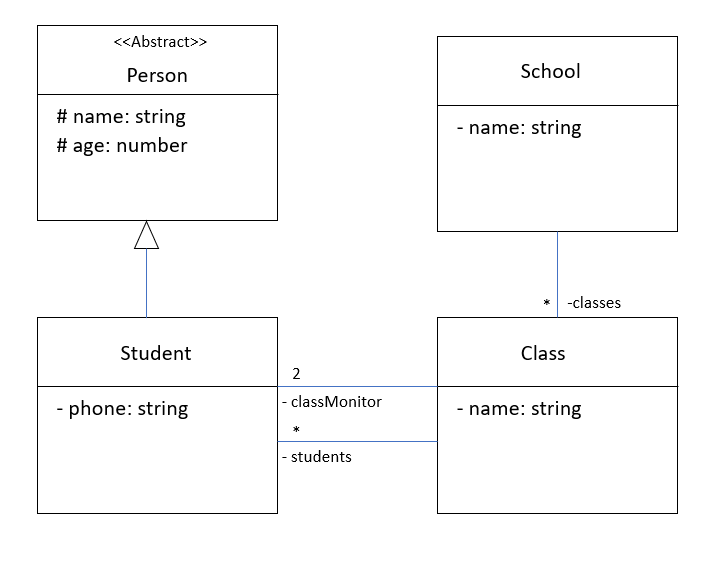 <<Abstract>>
Person
# name: string
# age: number
School
- name: string
* -classes
Student
- phone: string
2
- classMonitor
*
- students
Class
- name: string